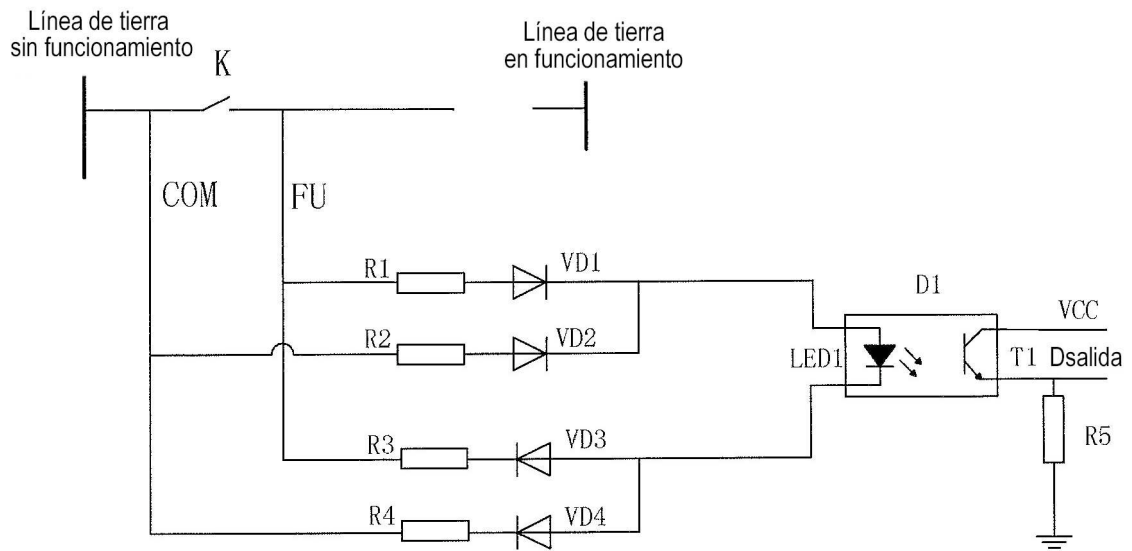 Línea de tierra
sin funcionamiento
K
Línea de tierra
en funcionamiento
COM
FU
R1
VD1
D1
VCC
R2
VD2
LED1
T1
Dsalida
R3
VD3
R5
R4
VD4